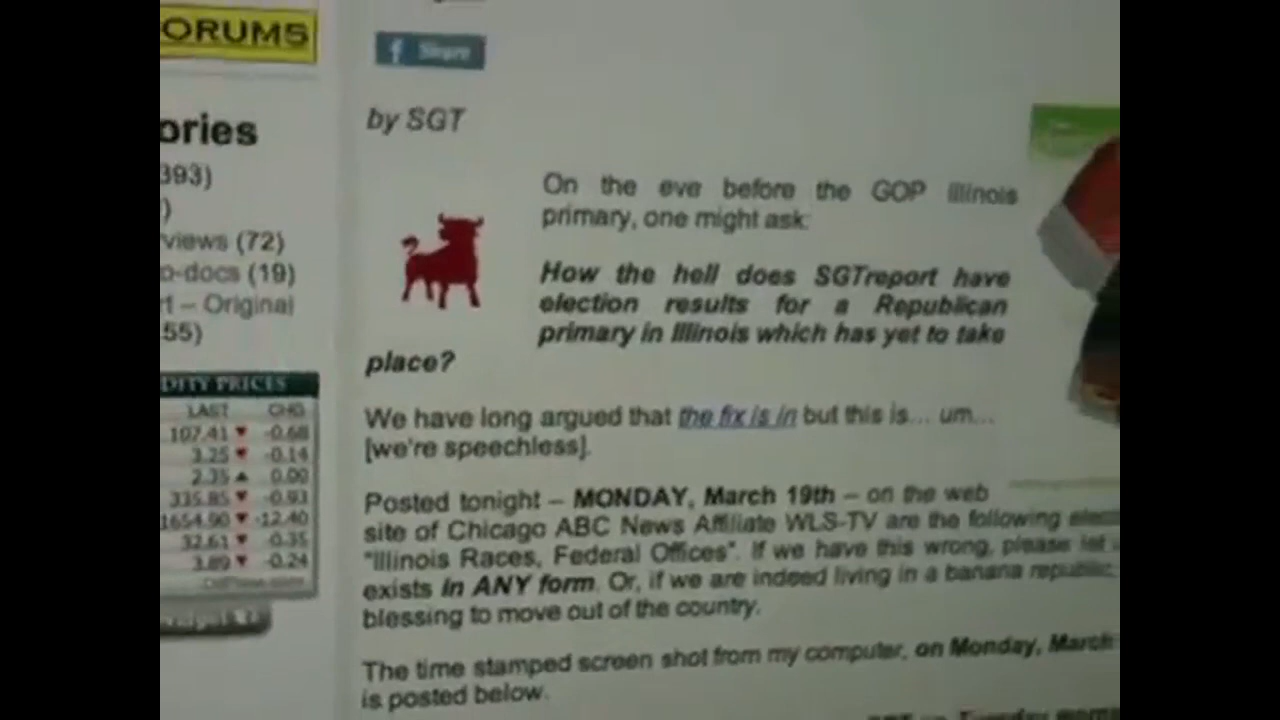 ORUMS
Share
by SGT
ories
393)
)
views (72)
o-docs (19)
t – Original
55)
On the eve before the GOP Illinois
primary, one might ask:
How the hell does SGTreport have
election results for a Republican
primary in Illinois which has yet to take
place?
We have long argued that the fix is in but this is... um...
[we're speechless].
Posted tonight – MONDAY, March 19th – on the web
site of Chicago ABC News Affiliate WLS-TV are the following elect
"Illinois Races, Federal Offices". If we have this wrong, please let
exists in ANY form. Or, if we are indeed living in a banana republic,
blessing to move out of the country.
The time stamped screen shot from my computer, on Monday, March
is posted below.
DITY PRICES
LAST CHG
107.41 ▼ -0.68
3.25 ▼ -0.14
2.35 ▲ 0.00
335.85 ▼ -0.93
1654.90 ▼ -12.40
32.61 ▼ -0.35
3.89 ▼ -0.24